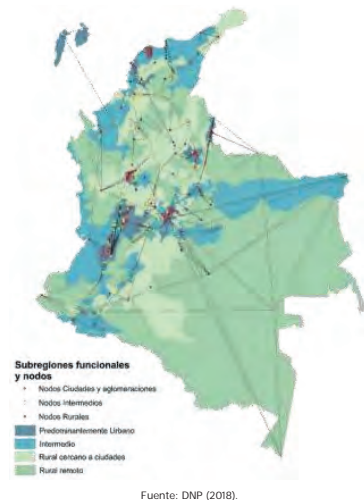 Subregiones funcionales
y nodos
Nodos Ciudades y aglomeraciones
Nodos Intermedios
Nodos Rurales
Predominantemente Urbano
Intermedio
Rural cercano a ciudades
Rural remoto
Fuente: DNP (2018).